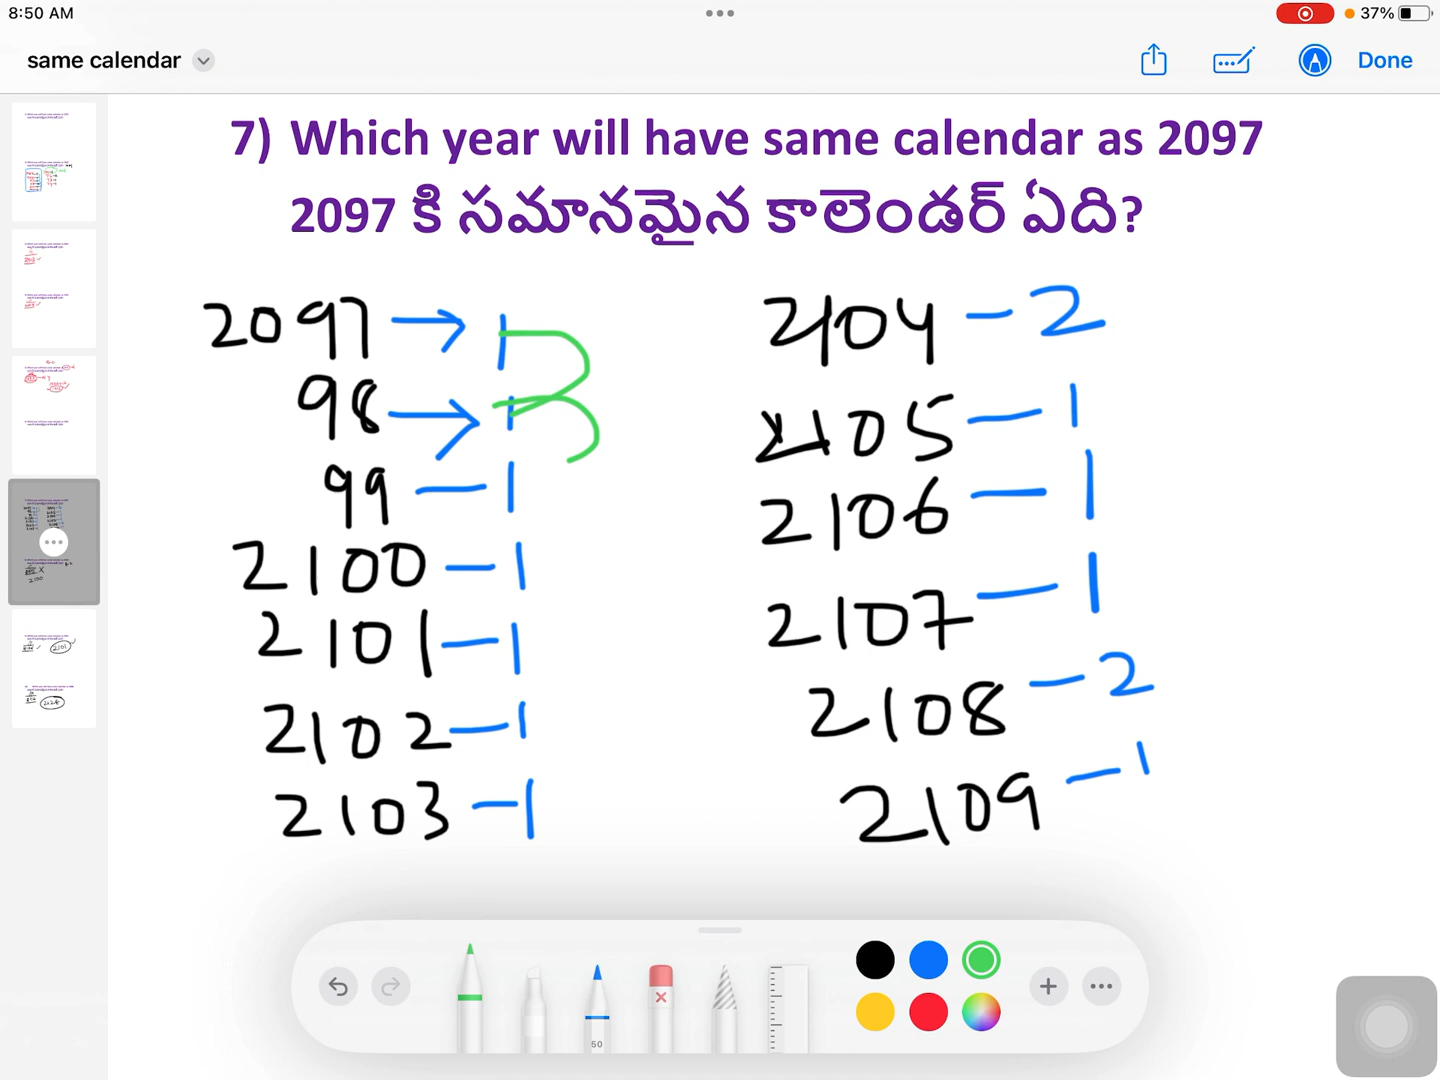 8:50 AM
37%
same calendar
Done
7) Which year will have same calendar as 2097
2097 కి సమానమైన కాలెండర్ ఏది?
2097 → 1
98 → 1
99 — 1
2100 — 1
2101 — 1
2102 — 1
2103 — 1
2104 — 2
2105 — 1
2106 — 1
2107 — 1
2108 — 2
2109 — 1
50